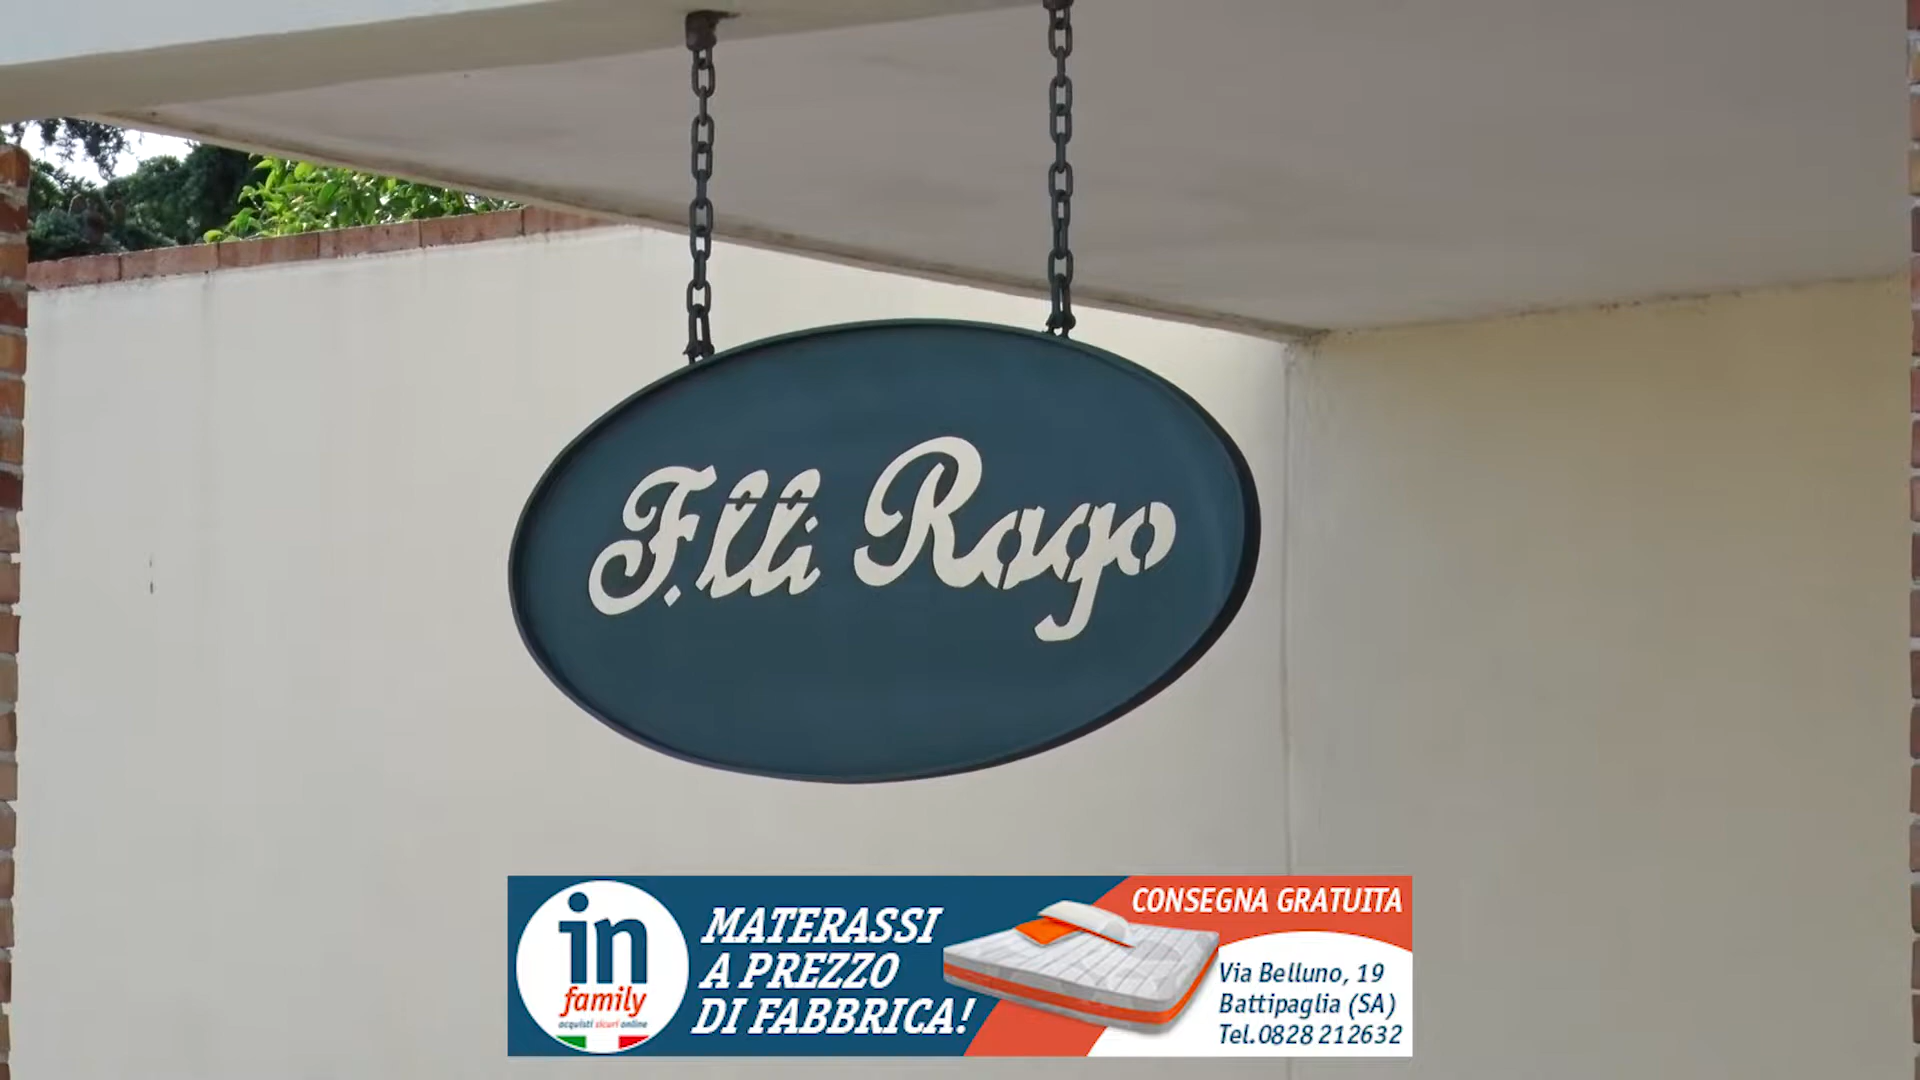 F.lli Rago
in
family
acquisti sicuri online
MATERASSI
A PREZZO
DI FABBRICA!
CONSEGNA GRATUITA
Via Belluno, 19
Battipaglia (SA)
Tel.0828 212632